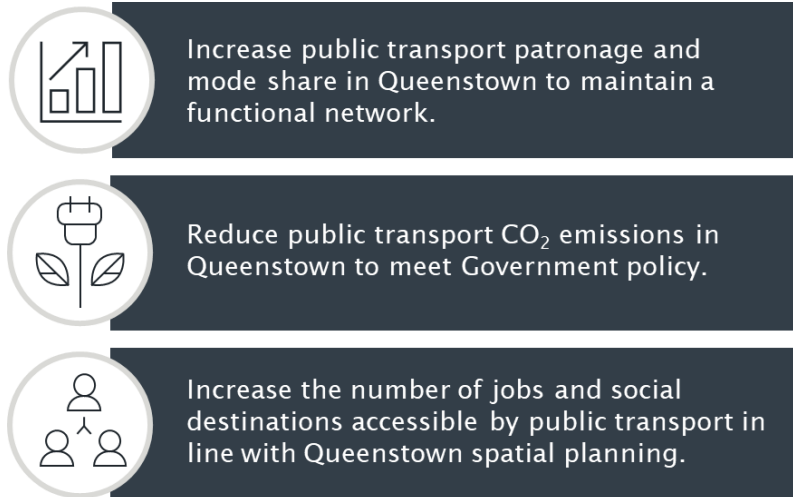 Increase public transport patronage and
mode share in Queenstown to maintain a
functional network.
Reduce public transport CO₂ emissions in
Queenstown to meet Government policy.
Increase the number of jobs and social
destinations accessible by public transport in
line with Queenstown spatial planning.